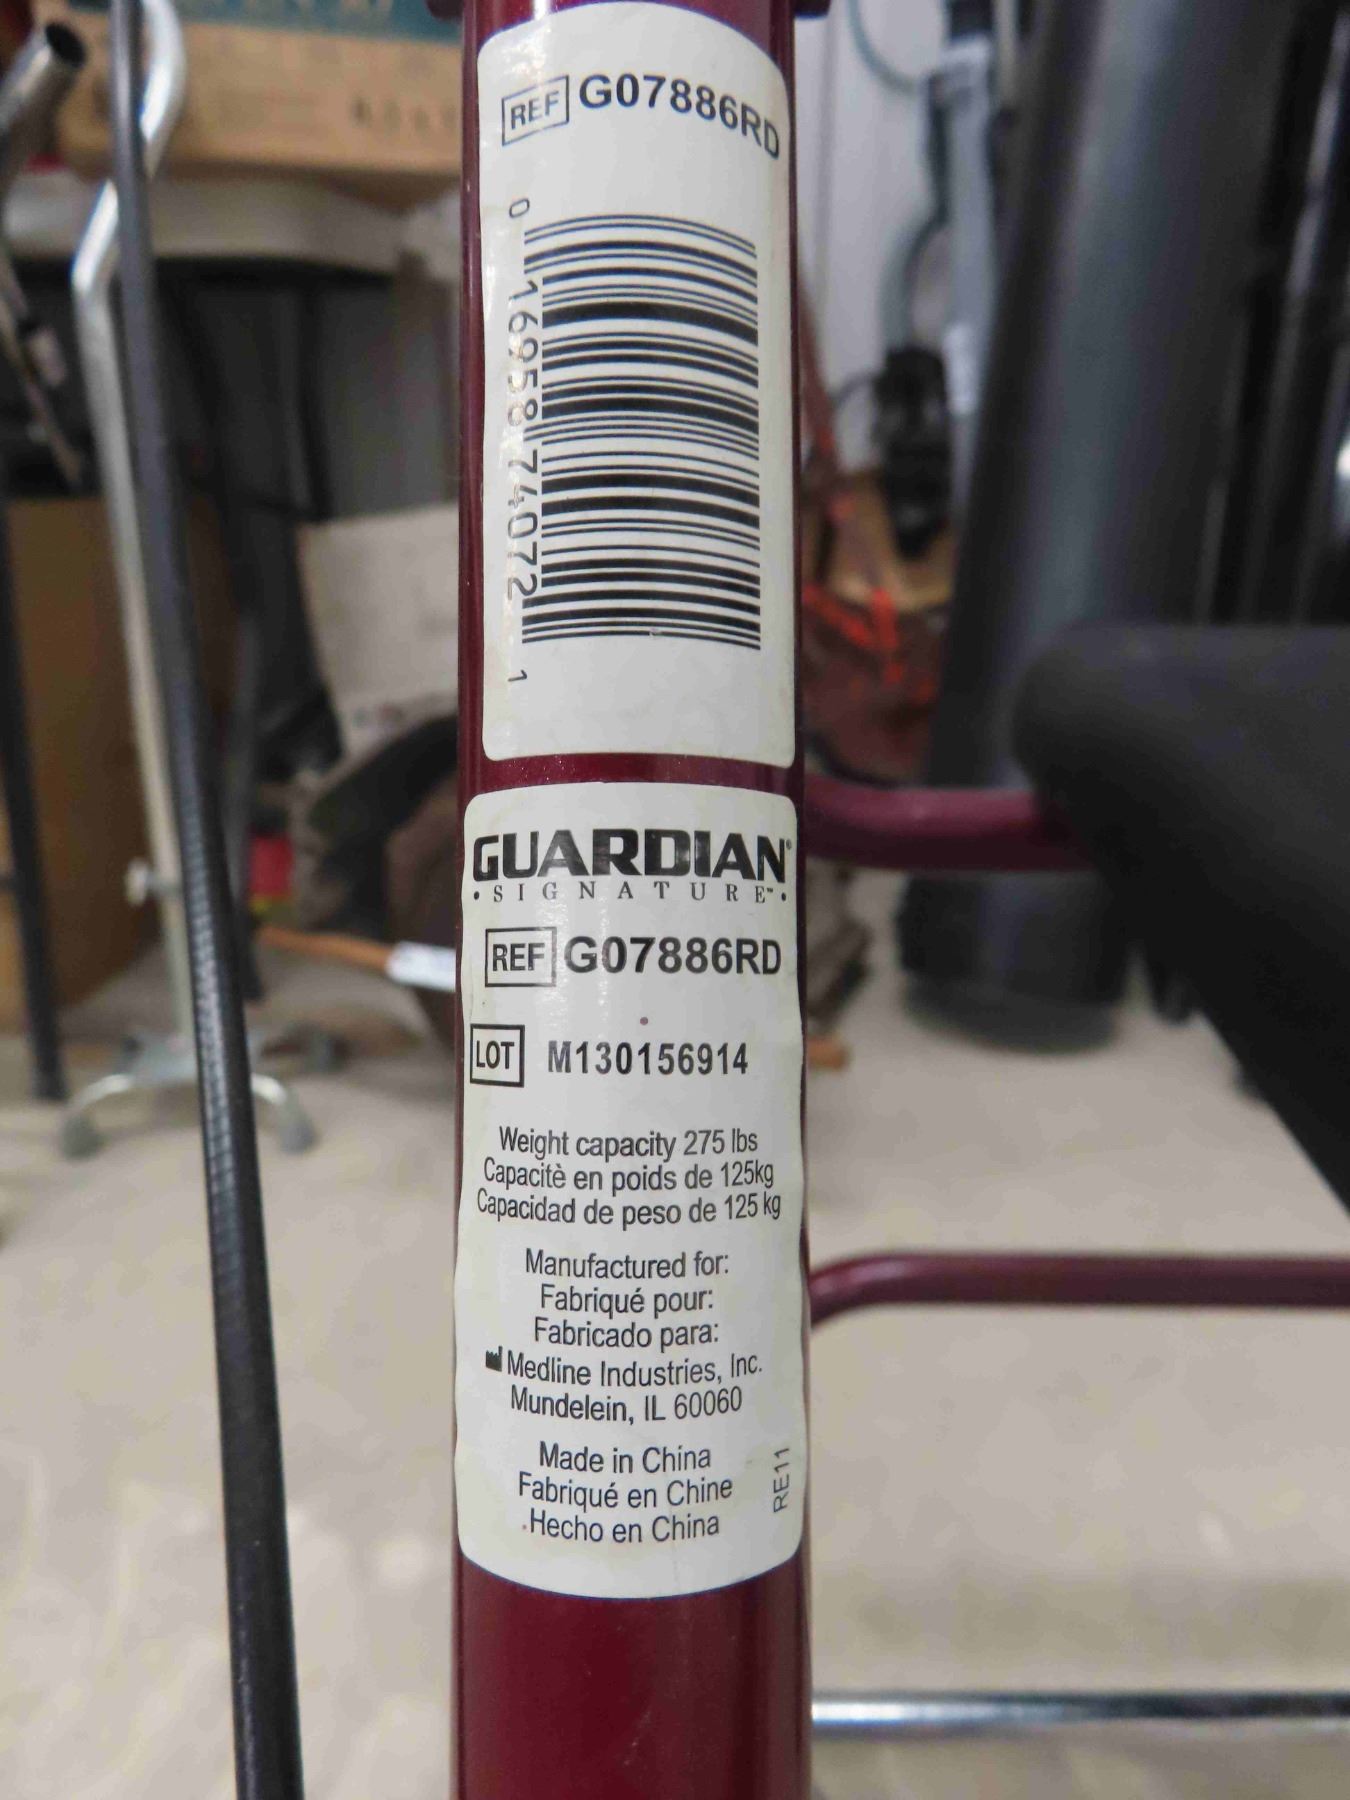 REF G07886RD
0 16958 74072 1
GUARDIAN®
• SIGNATURE™ •
REF G07886RD
LOT M130156914
Weight capacity 275 lbs
Capacitè en poids de 125kg
Capacidad de peso de 125 kg
Manufactured for:
Fabriqué pour:
Fabricado para:
Medline Industries, Inc.
Mundelein, IL 60060
Made in China
Fabriqué en Chine
Hecho en China
RE11